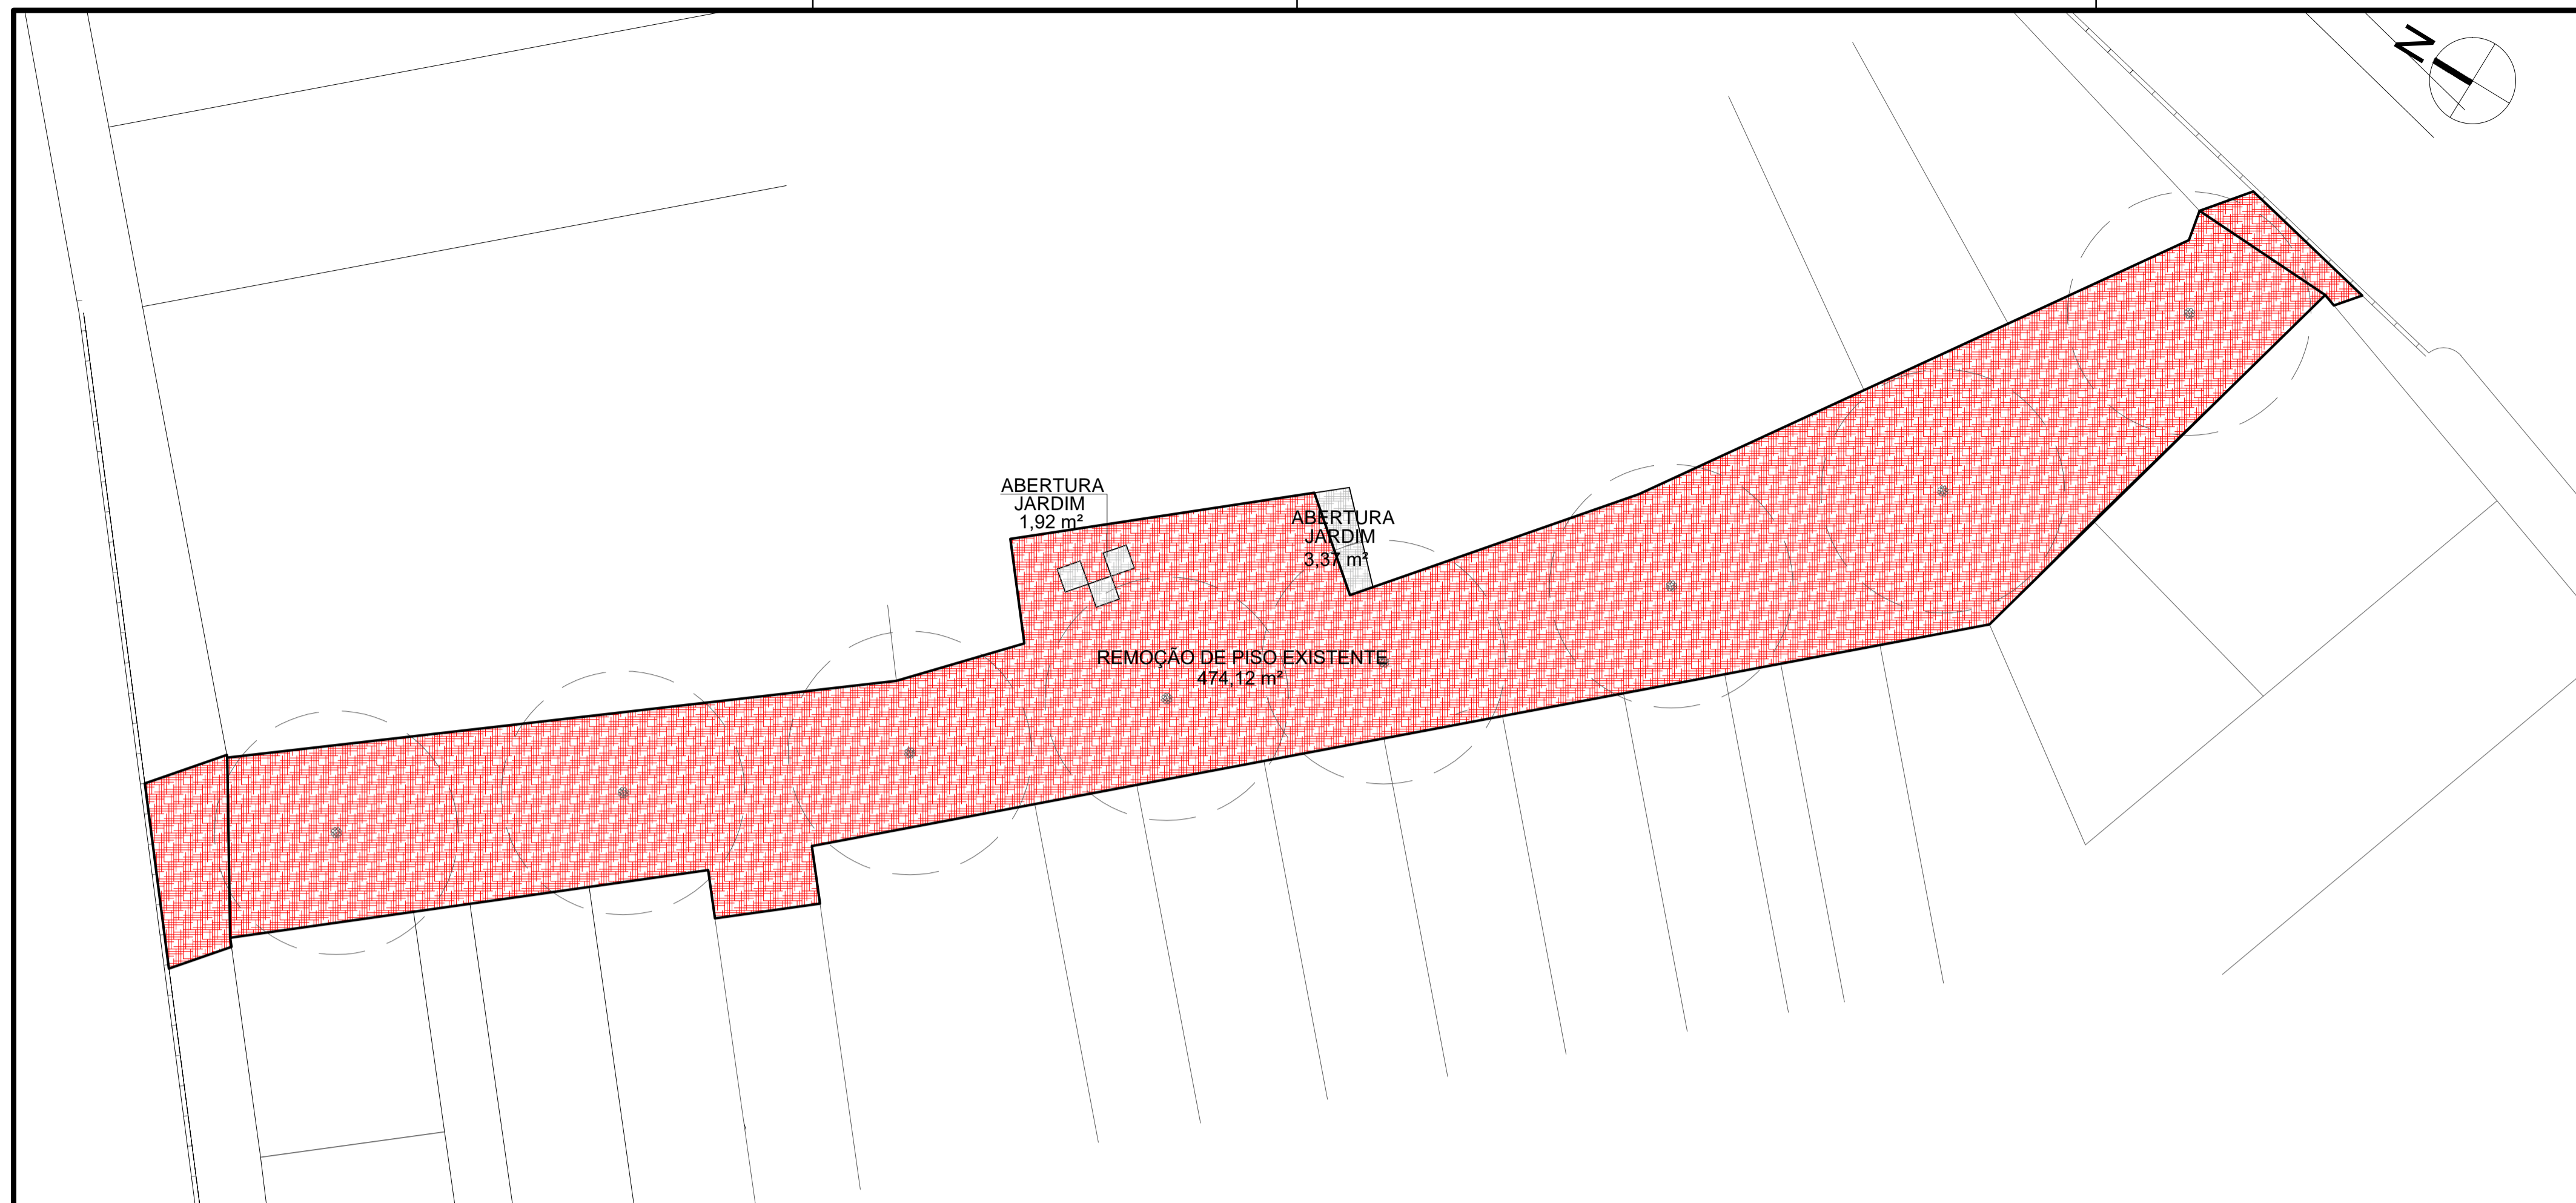 N
ABERTURA
JARDIM
1,92 m²
ABERTURA
JARDIM
3,37 m²
REMOÇÃO DE PISO EXISTENTE
474,12 m²